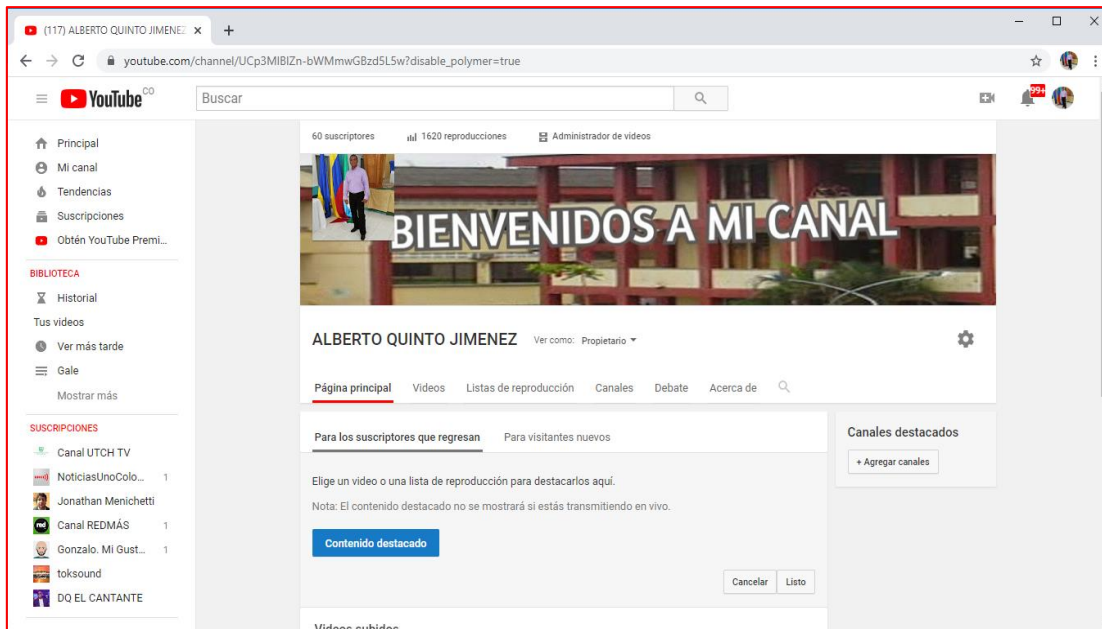 (117) ALBERTO QUINTO JIMENEZ
youtube.com/channel/UCp3MIBlZn-bWMmwGBzd5L5w?disable_polymer=true
YouTube CO
Buscar
99+
Principal
Mi canal
Tendencias
Suscripciones
Obtén YouTube Premi...
BIBLIOTECA
Historial
Tus videos
Ver más tarde
Gale
Mostrar más
SUSCRIPCIONES
Canal UTCH TV
NoticiasUnoColo... 1
Jonathan Menichetti
red Canal REDMÁS 1
Gonzalo. Mi Gust... 1
toksound
DQ EL CANTANTE
60 suscriptores 1620 reproducciones Administrador de videos
BIENVENIDOS A MI CANAL
ALBERTO QUINTO JIMENEZ Ver como: Propietario
Página principal Videos Listas de reproducción Canales Debate Acerca de
Para los suscriptores que regresan Para visitantes nuevos
Elige un video o una lista de reproducción para destacarlos aquí.
Nota: El contenido destacado no se mostrará si estás transmitiendo en vivo.
Contenido destacado
Cancelar Listo
Videos subidos
Canales destacados
+ Agregar canales